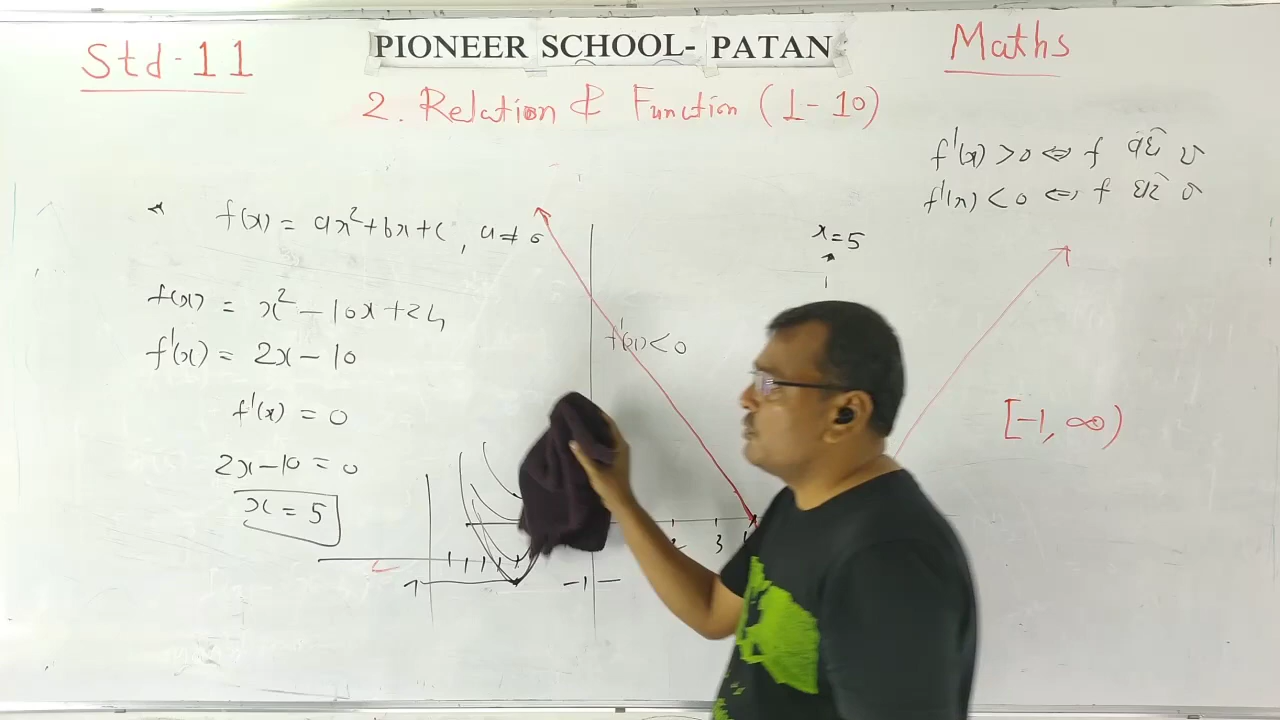 Std-11
PIONEER SCHOOL- PATAN
Maths
2. Relation & Function (1-10)
f'(x) > 0 ⇔ f
f'(x) < 0 ⇔ f
f(x) = ax²+bx+c, a≠0
x=5
f(x) = x²-10x+24
f'(x) = 2x-10
f'(x) < 0
f'(x) = 0
[-1, ∞)
2x-10 = 0
x = 5
3
-1